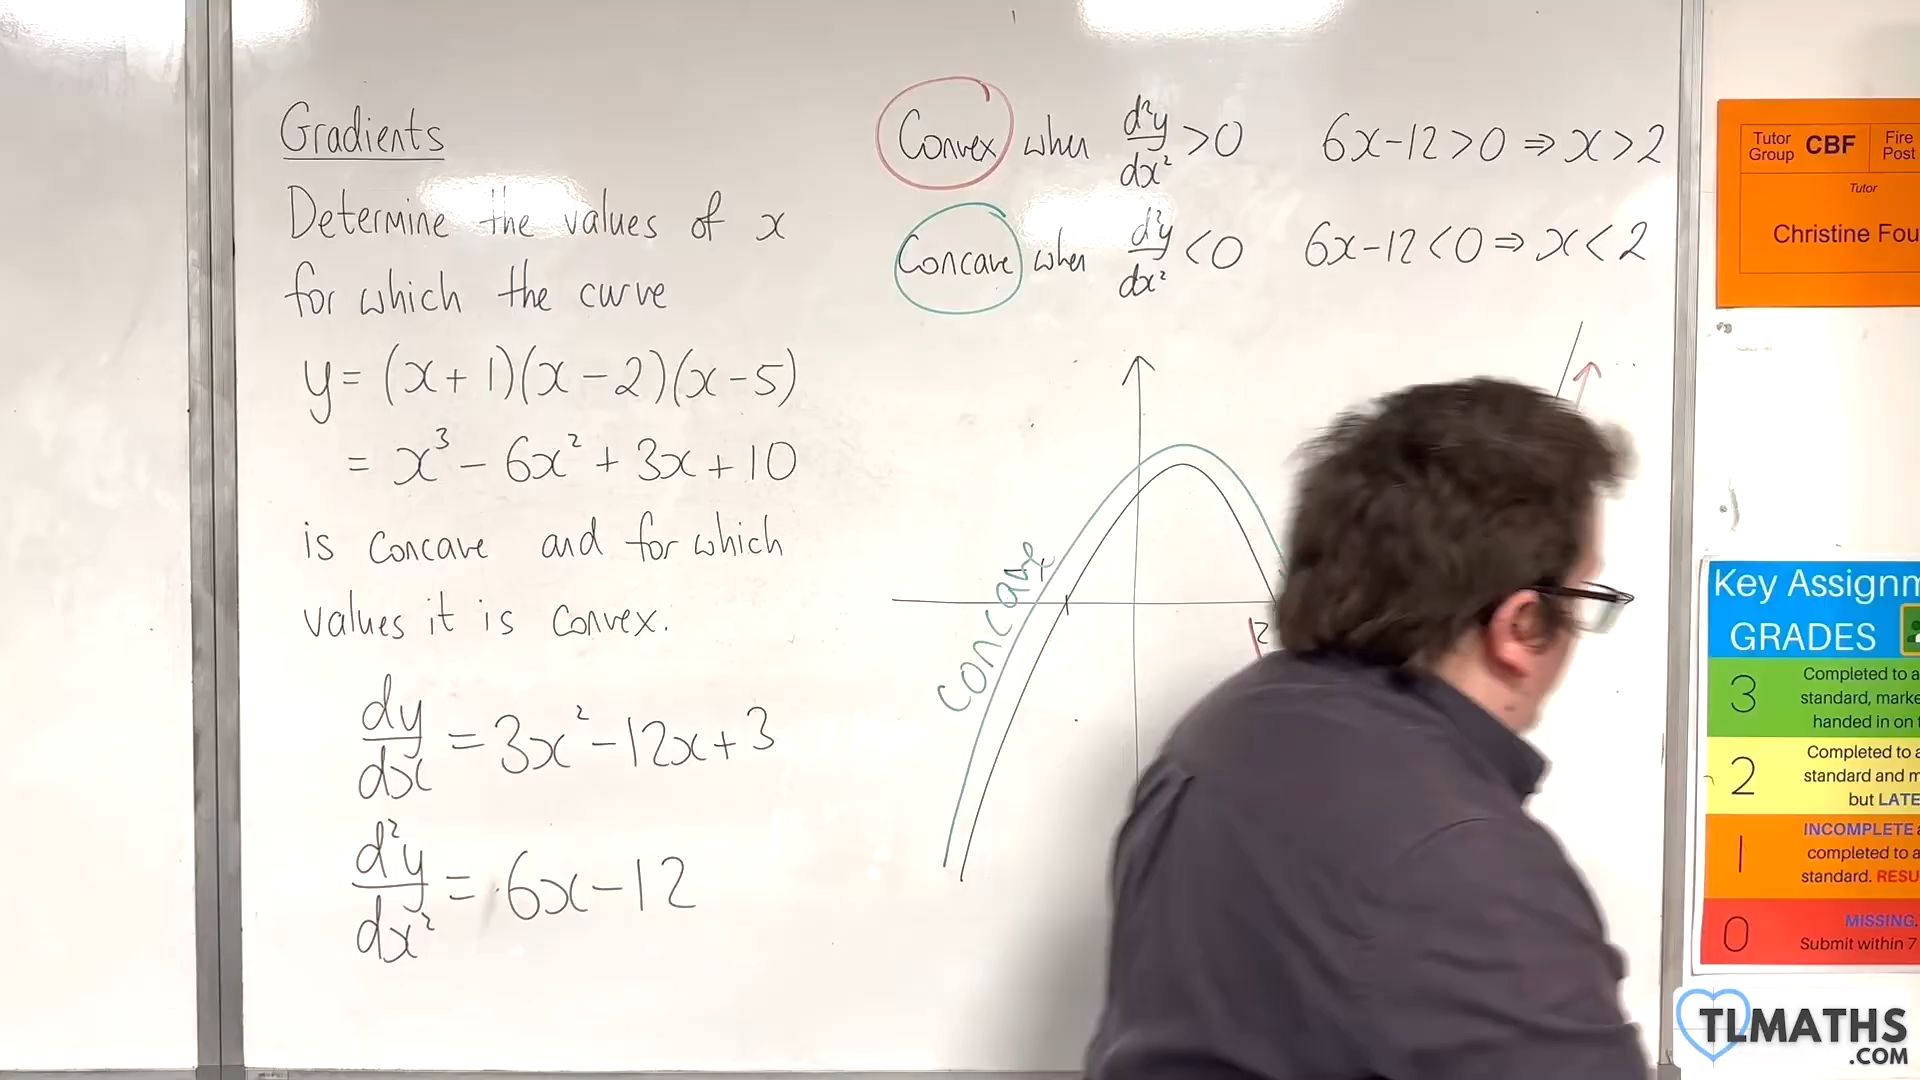 Gradients
Determine the values of x
for which the curve
y = (x+1)(x-2)(x-5)
= x³ - 6x² + 3x + 10
is concave and for which
values it is convex.
dy/dx = 3x² - 12x + 3
d²y/dx² = 6x - 12
Convex when d²y/dx² > 0 6x-12>0 ⇒ x>2
Concave when d²y/dx² < 0 6x-12<0 ⇒ x<2
concave
2
Tutor Group CBF Fire Post
Tutor
Christine
Key
GRADES
3 Completed to a
standard,
handed in on
2 Completed to a
standard and
but LATE
1 INCOMPLETE
completed to a
standard.
0 MISSING.
Submit within 7
TLMATHS
.COM